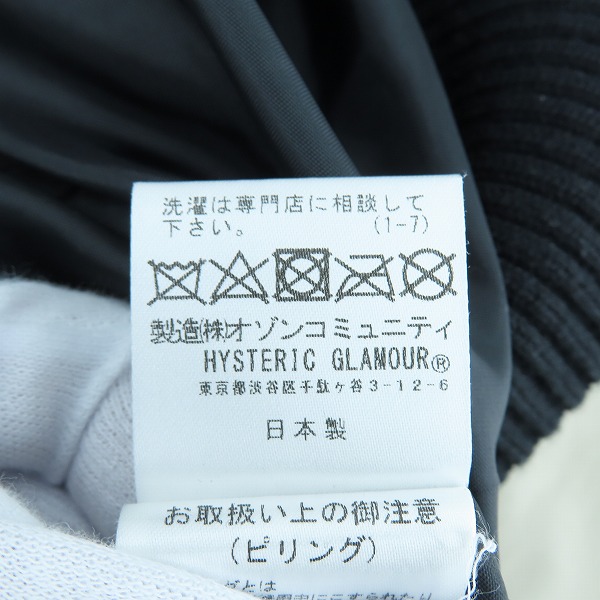 洗濯は専門店に相談して
下さい。 (1-7)
製造(株)オゾンコミュニティ
HYSTERIC GLAMOUR®
東京都渋谷区千駄ヶ谷3-12-6
日本製
お取扱い上の御注意
(ピリング)